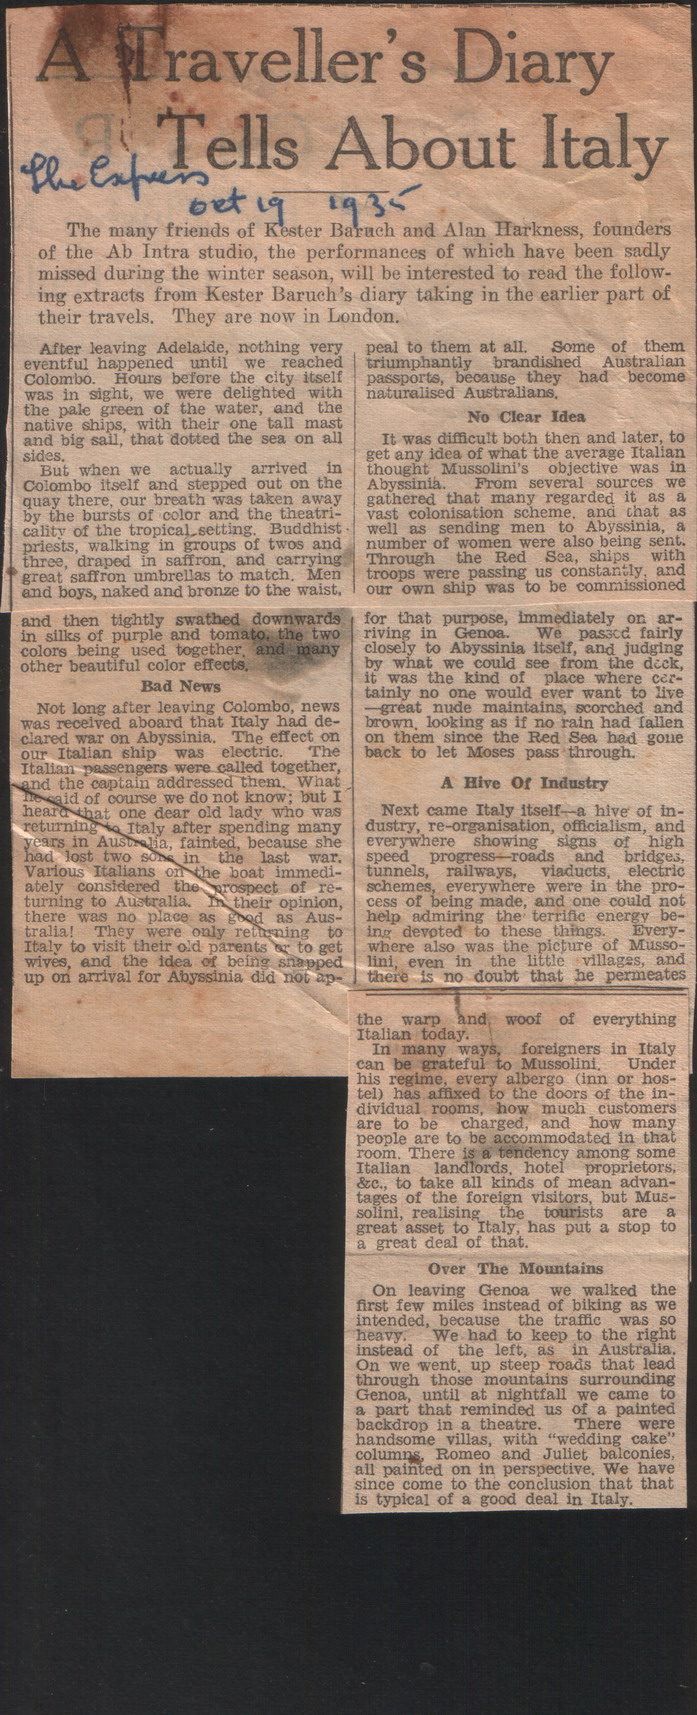 A Traveller's Diary
Tells About Italy
The Express
Oct 19 1935
The many friends of Kester Baruch and Alan Harkness, founders
of the Ab Intra studio, the performances of which have been sadly
missed during the winter season, will be interested to read the follow-
ing extracts from Kester Baruch's diary taking in the earlier part of
their travels. They are now in London.
After leaving Adelaide, nothing very
eventful happened until we reached
Colombo. Hours before the city itself
was in sight, we were delighted with
the pale green of the water, and the
native ships, with their one tall mast
and big sail, that dotted the sea on all
sides.
But when we actually arrived in
Colombo itself and stepped out on the
quay there, our breath was taken away
by the bursts of color and the theatri-
cality of the tropical setting. Buddhist
priests, walking in groups of twos and
three, draped in saffron, and carrying
great saffron umbrellas to match. Men
and boys, naked and bronze to the waist,
and then tightly swathed downwards
in silks of purple and tomato, the two
colors being used together, and many
other beautiful color effects.
Bad News
Not long after leaving Colombo, news
was received aboard that Italy had de-
clared war on Abyssinia. The effect on
our Italian ship was electric. The
Italian passengers were called together,
and the captain addressed them. What
he said of course we do not know; but I
heard that one dear old lady who was
returning to Italy after spending many
years in Australia, fainted, because she
had lost two sons in the last war.
Various Italians on the boat immedi-
ately considered the prospect of re-
turning to Australia. In their opinion,
there was no place as good as Aus-
tralia! They were only returning to
Italy to visit their old parents or to get
wives, and the idea of being snapped
up on arrival for Abyssinia did not ap-
peal to them at all. Some of them
triumphantly brandished Australian
passports, because they had become
naturalised Australians.
No Clear Idea
It was difficult both then and later, to
get any idea of what the average Italian
thought Mussolini's objective was in
Abyssinia. From several sources we
gathered that many regarded it as a
vast colonisation scheme, and that as
well as sending men to Abyssinia, a
number of women were also being sent.
Through the Red Sea, ships with
troops were passing us constantly, and
our own ship was to be commissioned
for that purpose, immediately on ar-
riving in Genoa. We passed fairly
closely to Abyssinia itself, and judging
by what we could see from the deck,
it was the kind of place where cer-
tainly no one would ever want to live
—great nude maintains, scorched and
brown, looking as if no rain had fallen
on them since the Red Sea had gone
back to let Moses pass through.
A Hive Of Industry
Next came Italy itself—a hive of in-
dustry, re-organisation, officialism, and
everywhere showing signs of high
speed progress—roads and bridges,
tunnels, railways, viaducts, electric
schemes, everywhere were in the pro-
cess of being made, and one could not
help admiring the terrific energy be-
ing devoted to these things. Every-
where also was the picture of Musso-
lini, even in the little villages, and
there is no doubt that he permeates
the warp and woof of everything
Italian today.
In many ways, foreigners in Italy
can be grateful to Mussolini. Under
his regime, every albergo (inn or hos-
tel) has affixed to the doors of the in-
dividual rooms, how much customers
are to be charged, and how many
people are to be accommodated in that
room. There is a tendency among some
Italian landlords, hotel proprietors,
&c., to take all kinds of mean advan-
tages of the foreign visitors, but Mus-
solini, realising the tourists are a
great asset to Italy, has put a stop to
a great deal of that.
Over The Mountains
On leaving Genoa we walked the
first few miles instead of biking as we
intended, because the traffic was so
heavy. We had to keep to the right
instead of the left, as in Australia.
On we went, up steep roads that lead
through those mountains surrounding
Genoa, until at nightfall we came to
a part that reminded us of a painted
backdrop in a theatre. There were
handsome villas, with "wedding cake"
columns, Romeo and Juliet balconies,
all painted on in perspective. We have
since come to the conclusion that that
is typical of a good deal in Italy.